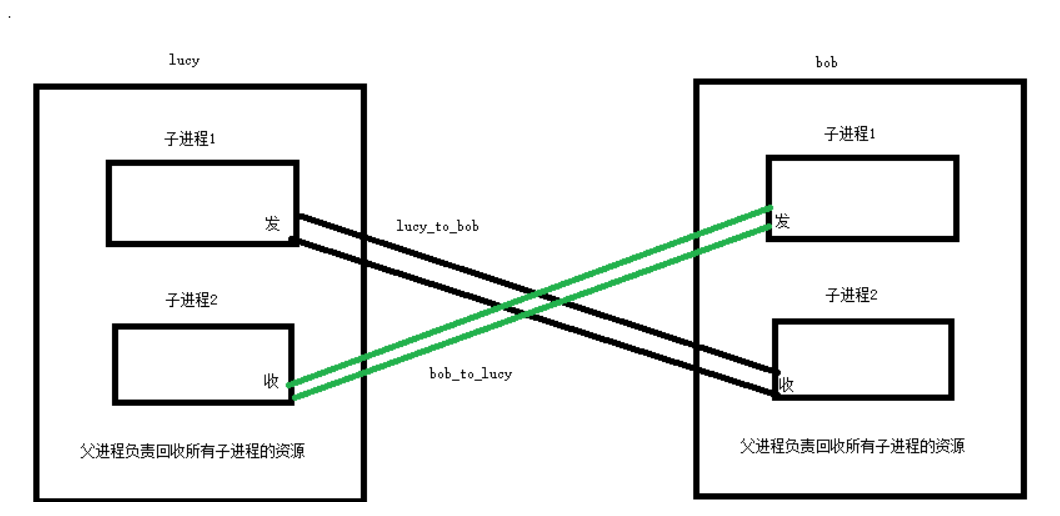 lucy
bob
子进程1
子进程1
发
lucy_to_bob
发
子进程2
子进程2
收
bob_to_lucy
收
父进程负责回收所有子进程的资源
父进程负责回收所有子进程的资源